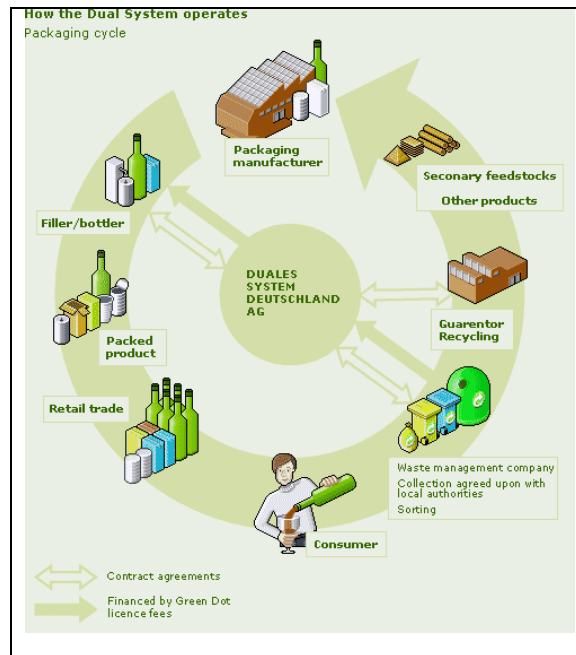 How the Dual System operates
Packaging cycle
Packaging
manufacturer
Seconary feedstocks
Other products
Filler/bottler
DUALES
SYSTEM
DEUTSCHLAND
AG
Guarentor
Recycling
Packed
product
Retail trade
Waste management company
Collection agreed upon with
local authorities
Sorting
Consumer
Contract agreements
Financed by Green Dot
licence fees